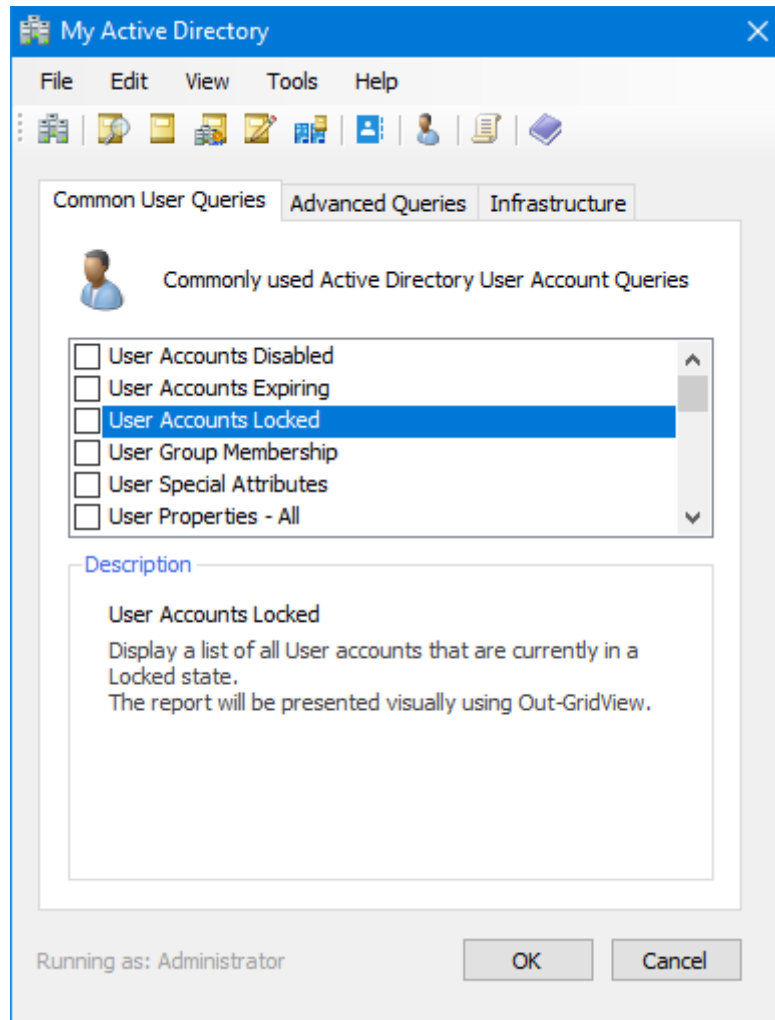 My Active Directory
File Edit View Tools Help
Common User Queries Advanced Queries Infrastructure
Commonly used Active Directory User Account Queries
User Accounts Disabled
User Accounts Expiring
User Accounts Locked
User Group Membership
User Special Attributes
User Properties - All
Description
User Accounts Locked
Display a list of all User accounts that are currently in a
Locked state.
The report will be presented visually using Out-GridView.
Running as: Administrator OK Cancel